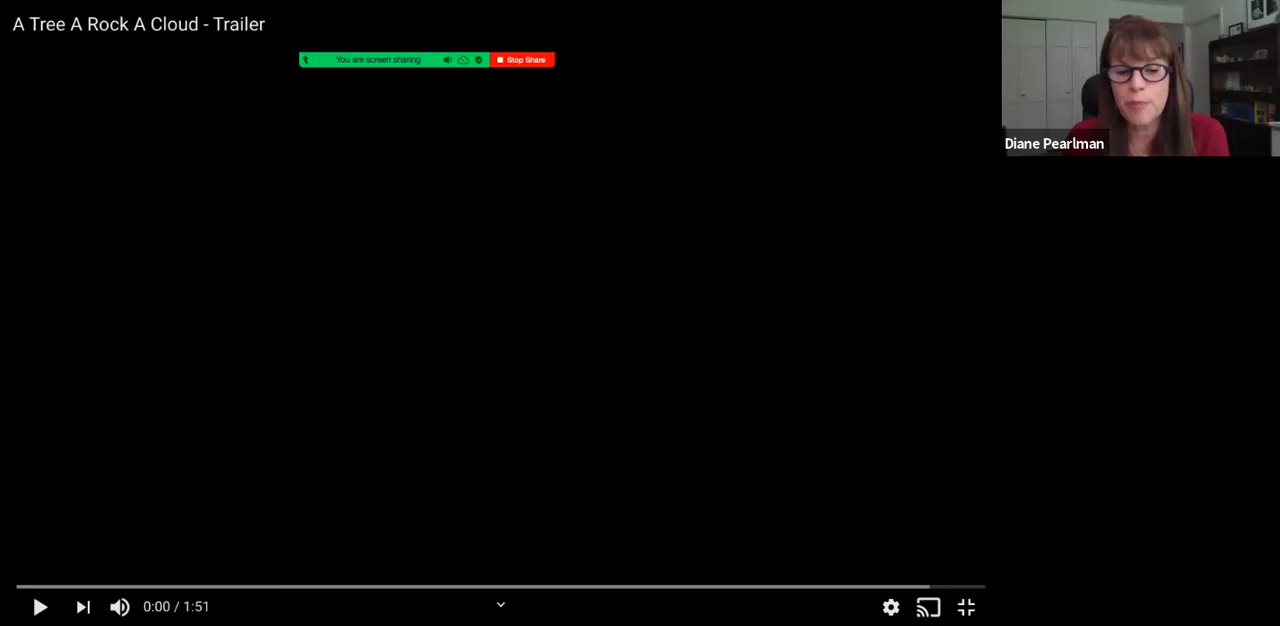 A Tree A Rock A Cloud - Trailer
You are screen sharing
Stop Share
Diane Pearlman
0:00 / 1:51